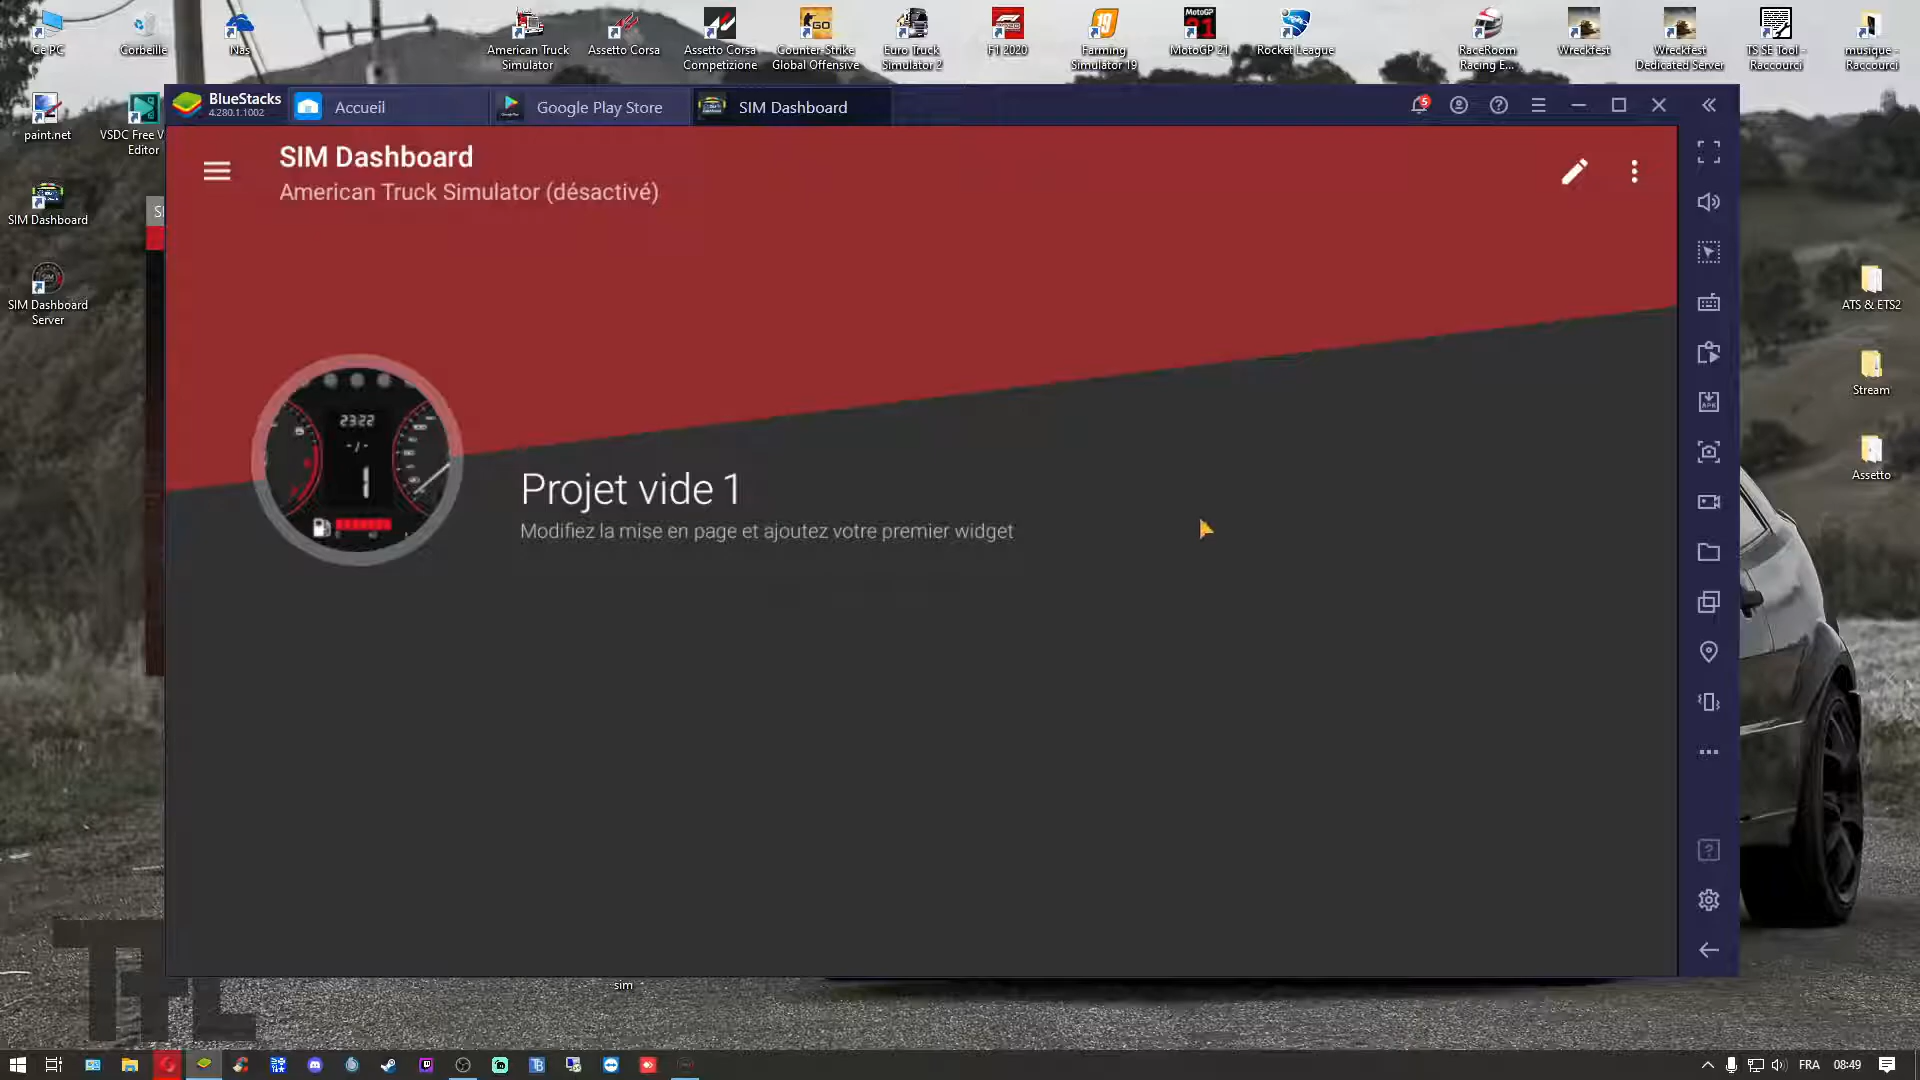 Ce PC
Corbeille
Nas
American Truck
Simulator
Assetto Corsa
Assetto Corsa
Competizione
Counter-Strike
Global Offensive
Euro Truck
Simulator 2
F1 2020
Farming
Simulator 19
MotoGP 21
Rocket League
RaceRoom
Racing E...
Wreckfest
Wreckfest
Dedicated Server
TS SE Tool -
Raccourci
musique -
Raccourci
paint.net
VSDC Free V
Editor
SIM Dashboard
SIM Dashboard
Server
BlueStacks
4.280.1.1002
Accueil
Google Play Store
SIM Dashboard
5
SIM Dashboard
American Truck Simulator (désactivé)
23:22
Projet vide 1
Modifiez la mise en page et ajoutez votre premier widget
ATS & ETS2
Stream
Assetto
TTL
sim
FRA
08:49